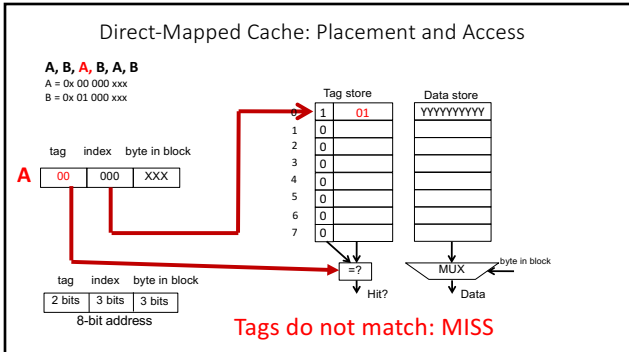 Direct-Mapped Cache: Placement and Access
A, B, A, B, A, B
A = 0x 00 000 xxx
B = 0x 01 000 xxx
tag index byte in block
A 00 000 XXX
tag index byte in block
2 bits 3 bits 3 bits
8-bit address
Tag store Data store
0 1 01 YYYYYYYYYY
1 0
2 0
3 0
4 0
5 0
6 0
7 0
=? MUX byte in block
Hit? Data
Tags do not match: MISS